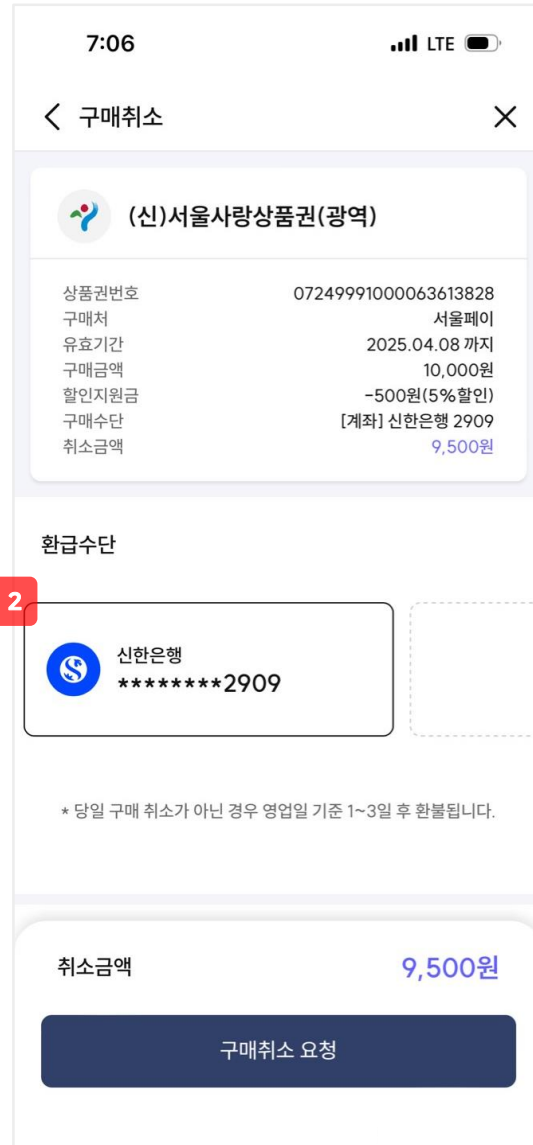 7:06 LTE
구매취소
(신)서울사랑상품권(광역)
상품권번호 07249991000063613828
구매처 서울페이
유효기간 2025.04.08 까지
구매금액 10,000원
할인지원금 -500원(5%할인)
구매수단 [계좌] 신한은행 2909
취소금액 9,500원
환급수단
2
신한은행
********2909
* 당일 구매 취소가 아닌 경우 영업일 기준 1~3일 후 환불됩니다.
취소금액 9,500원
구매취소 요청